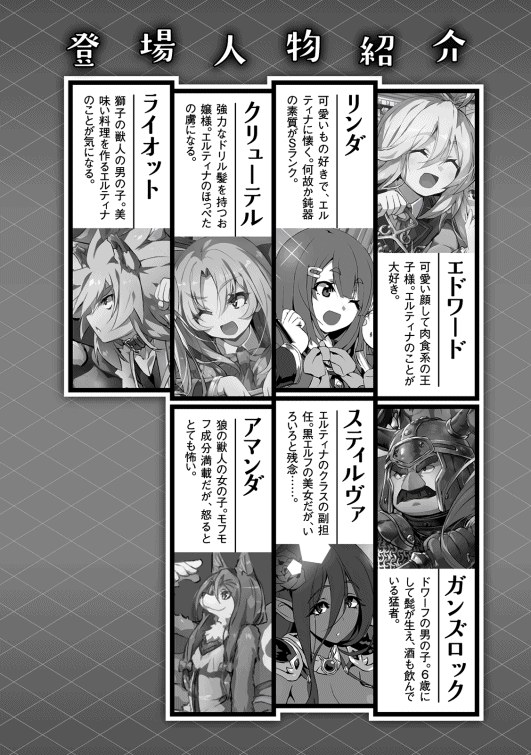 登場人物紹介
エドワード
可愛い顔して肉食系の王
子様。エルティナのことが
大好き。
リンダ
可愛いもの好きで、エル
ティナに懐く。何故か鈍器
の素質がSランク。
クリューテル
強力なドリル髪を持つお
嬢様。エルティナのほっぺた
の虜になる。
ライオット
獅子の獣人の男の子。美
味い料理を作るエルティナ
のことが気になる。
ガンズロック
ドワーフの男の子。6歳に
して髭が生え、酒も飲んで
いる猛者。
スティルヴァ
エルティナのクラスの副担
任。黒エルフの美女だが、い
ろいろと残念……。
アマンダ
狼の獣人の女の子。モフモ
フ成分満載だが、怒ると
とても怖い。